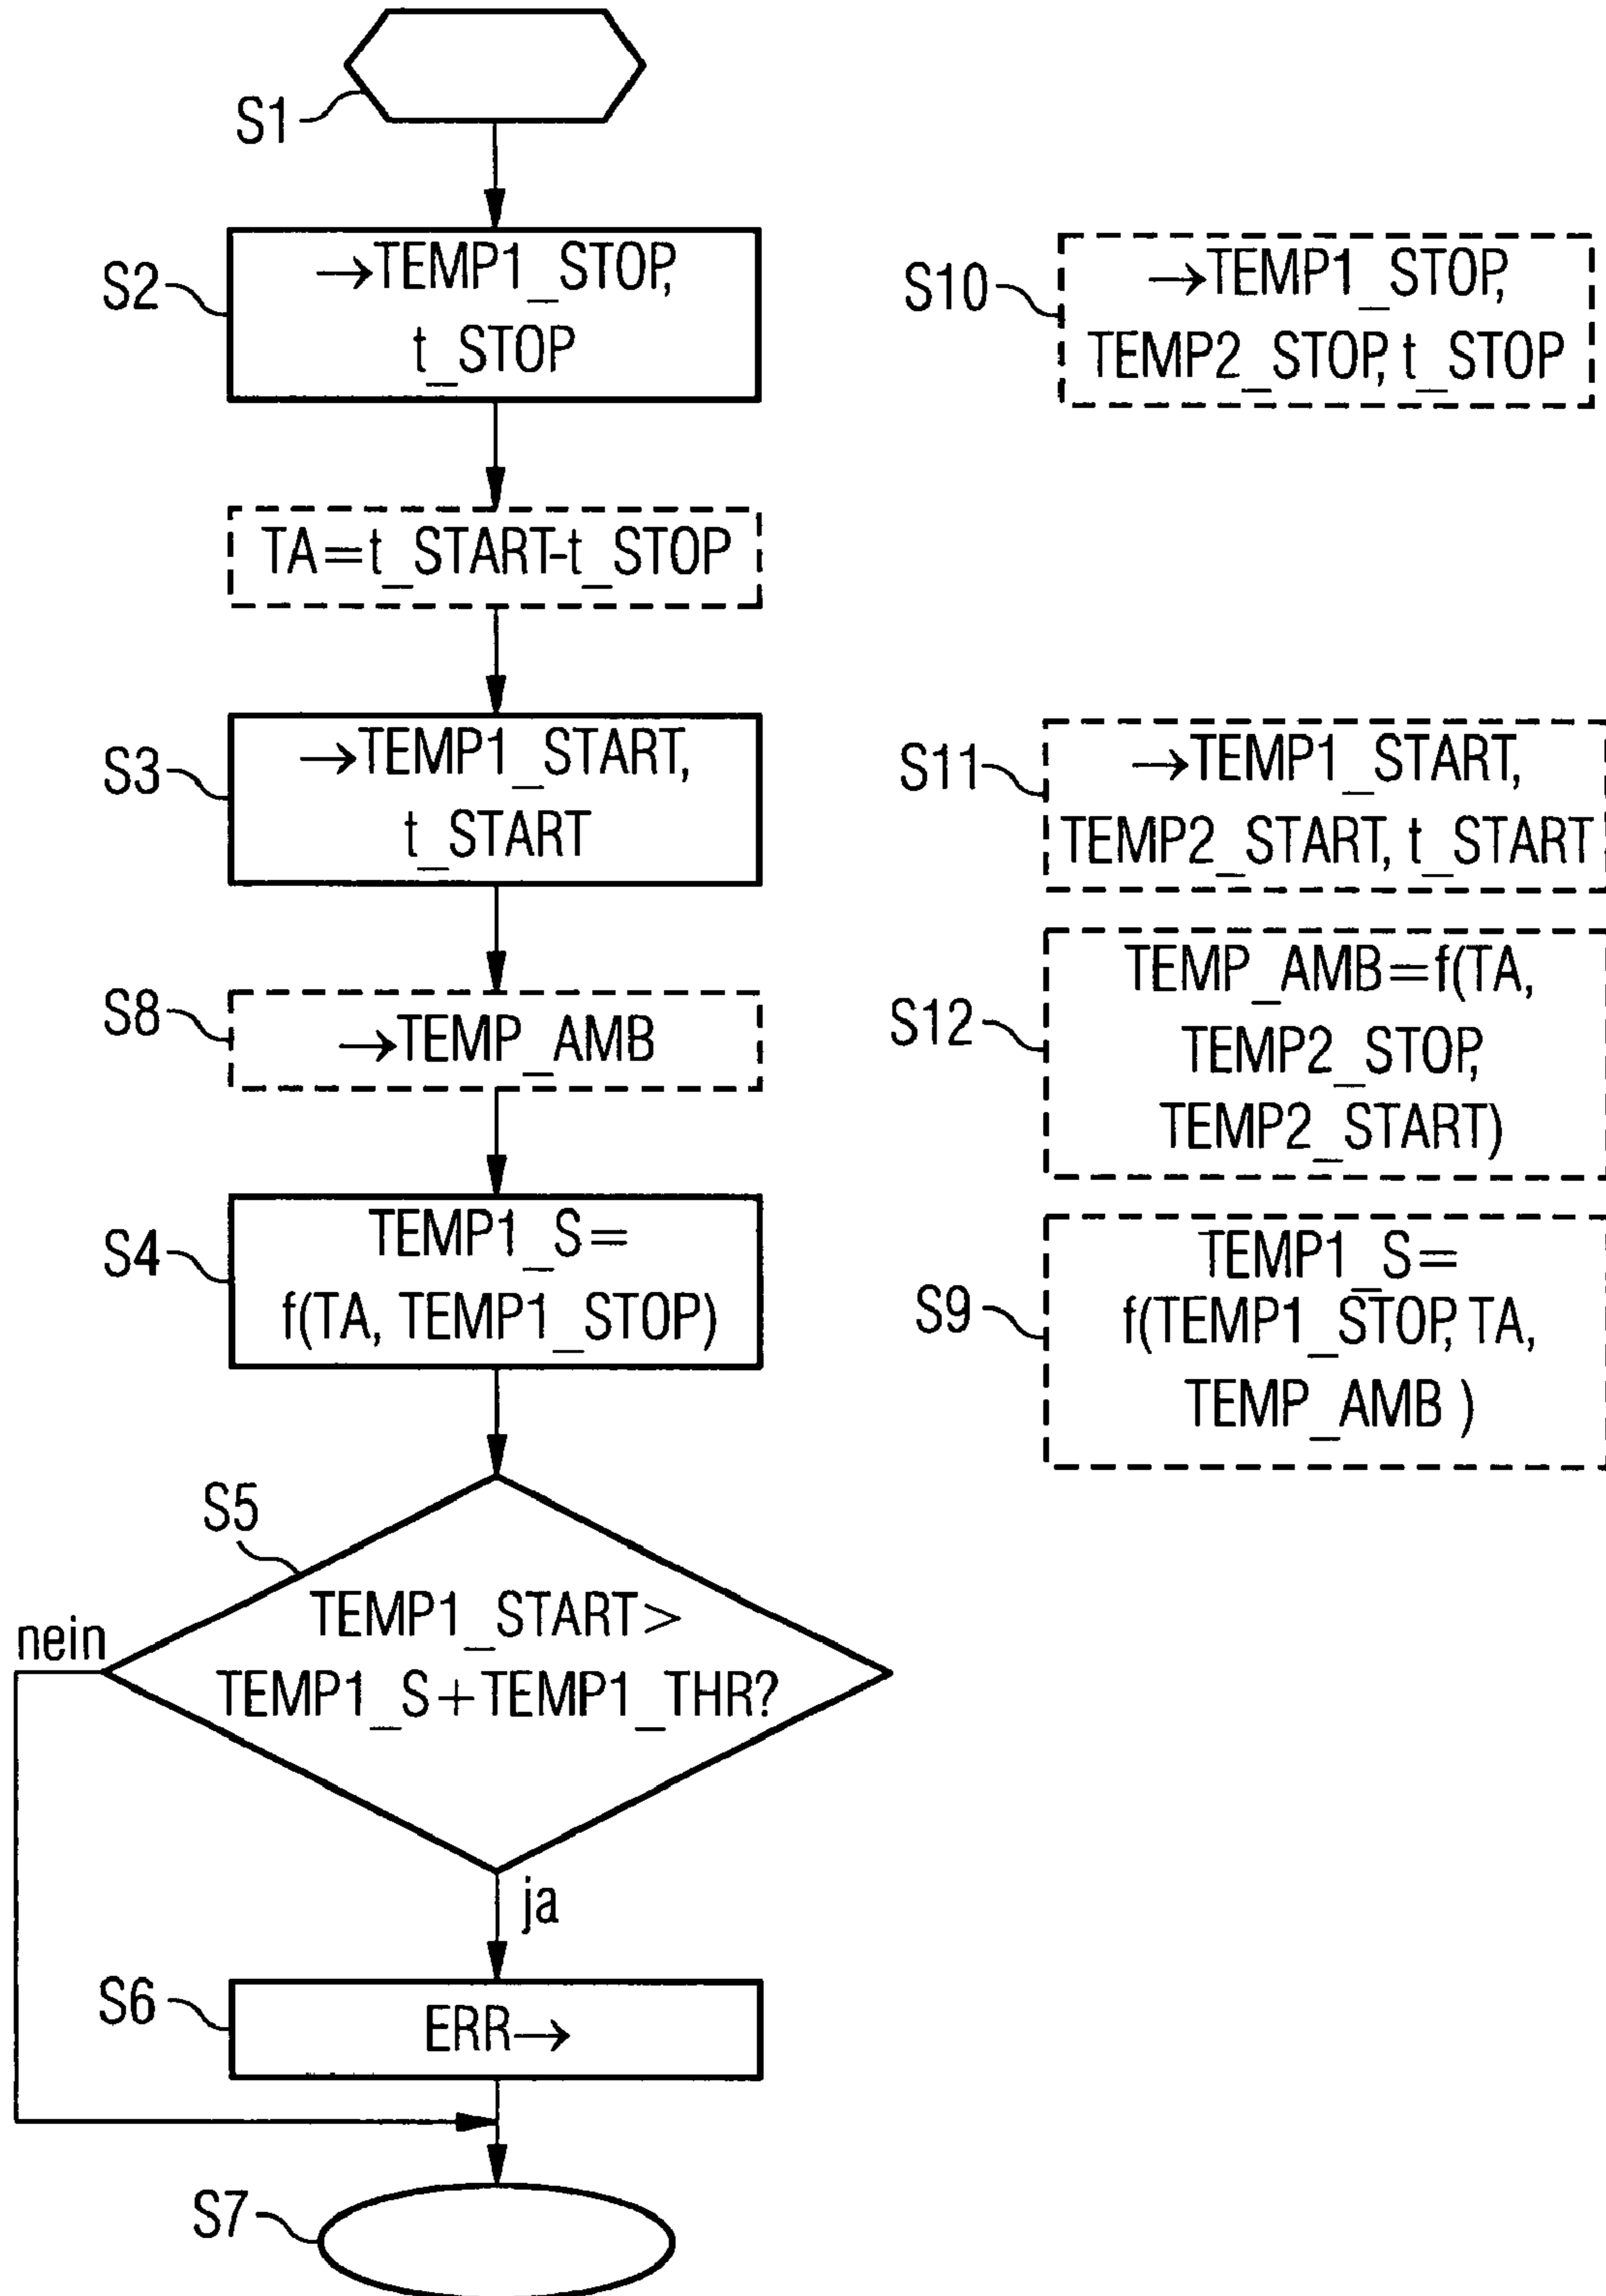 S1
S2
→TEMP1_STOP,
t_STOP
S10
→TEMP1_STOP,
TEMP2_STOP, t_STOP
TA=t_START-t_STOP
S3
→TEMP1_START,
t_START
S11
→TEMP1_START,
TEMP2_START, t_START
S8
→TEMP_AMB
S12
TEMP_AMB=f(TA,
TEMP2_STOP,
TEMP2_START)
S4
TEMP1_S=
f(TA, TEMP1_STOP)
S9
TEMP1_S=
f(TEMP1_STOP, TA,
TEMP_AMB )
S5
TEMP1_START>
TEMP1_S+TEMP1_THR?
nein
ja
S6
ERR→
S7